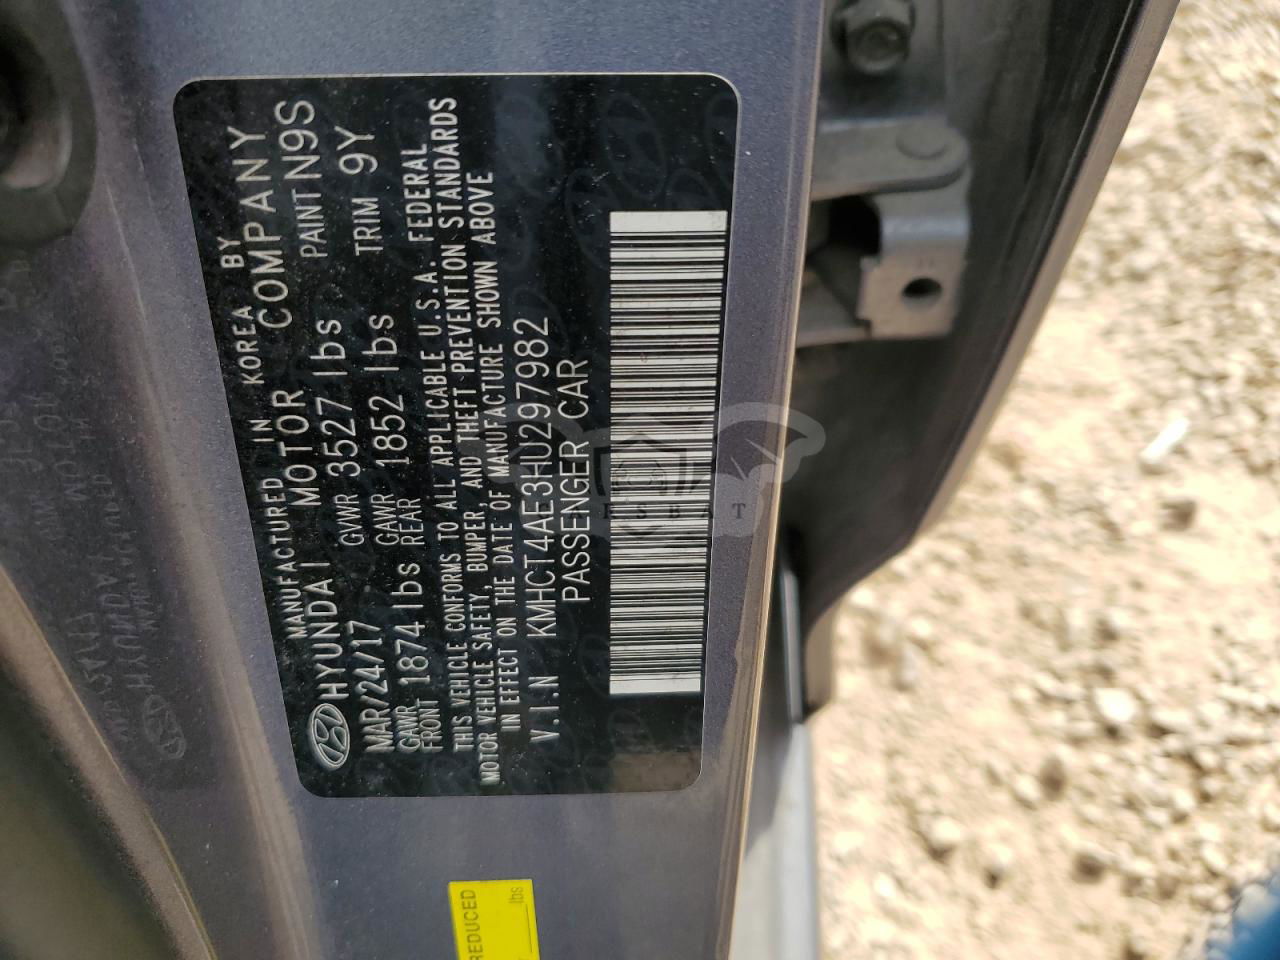 MANUFACTURED IN KOREA BY
HYUNDAI MOTOR COMPANY
MAR/24/17 GVWR 3527 lbs PAINT N9S
GAWR FRONT 1874 lbs GAWR REAR 1852 lbs TRIM 9Y
THIS VEHICLE CONFORMS TO ALL APPLICABLE U.S.A. FEDERAL
MOTOR VEHICLE SAFETY, BUMPER, AND THEFT PREVENTION STANDARDS
IN EFFECT ON THE DATE OF MANUFACTURE SHOWN ABOVE
V.I.N KMHCT4AE3HU297982
PASSENGER CAR
REDUCED
lbs
ESBAT